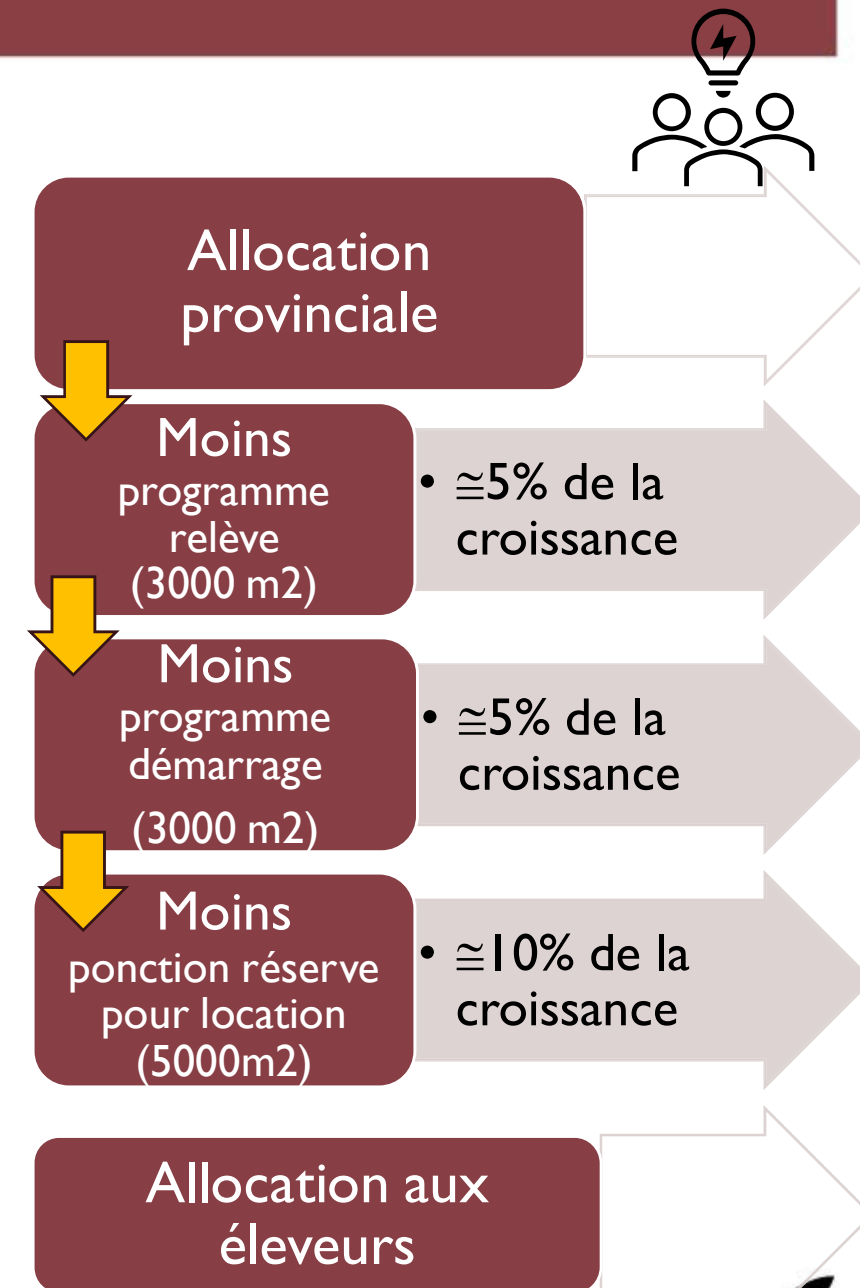 Allocation
provinciale
Moins
programme
relève
(3000 m2)
• ≅5% de la
croissance
Moins
programme
démarrage
(3000 m2)
• ≅5% de la
croissance
Moins
ponction réserve
pour location
(5000m2)
• ≅10% de la
croissance
Allocation aux
éleveurs